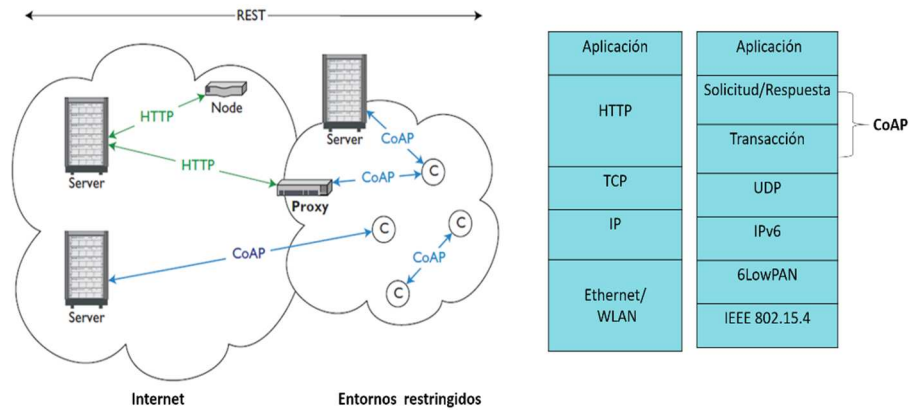 REST
HTTP
Node
Server
HTTP
Server
CoAP
Server
CoAP
C
Proxy
C
C
CoAP
CoAP
C
Server
Internet
Entornos restringidos
Aplicación
HTTP
TCP
IP
Ethernet/
WLAN
Aplicación
Solicitud/Respuesta
Transacción
CoAP
UDP
IPv6
6LowPAN
IEEE 802.15.4